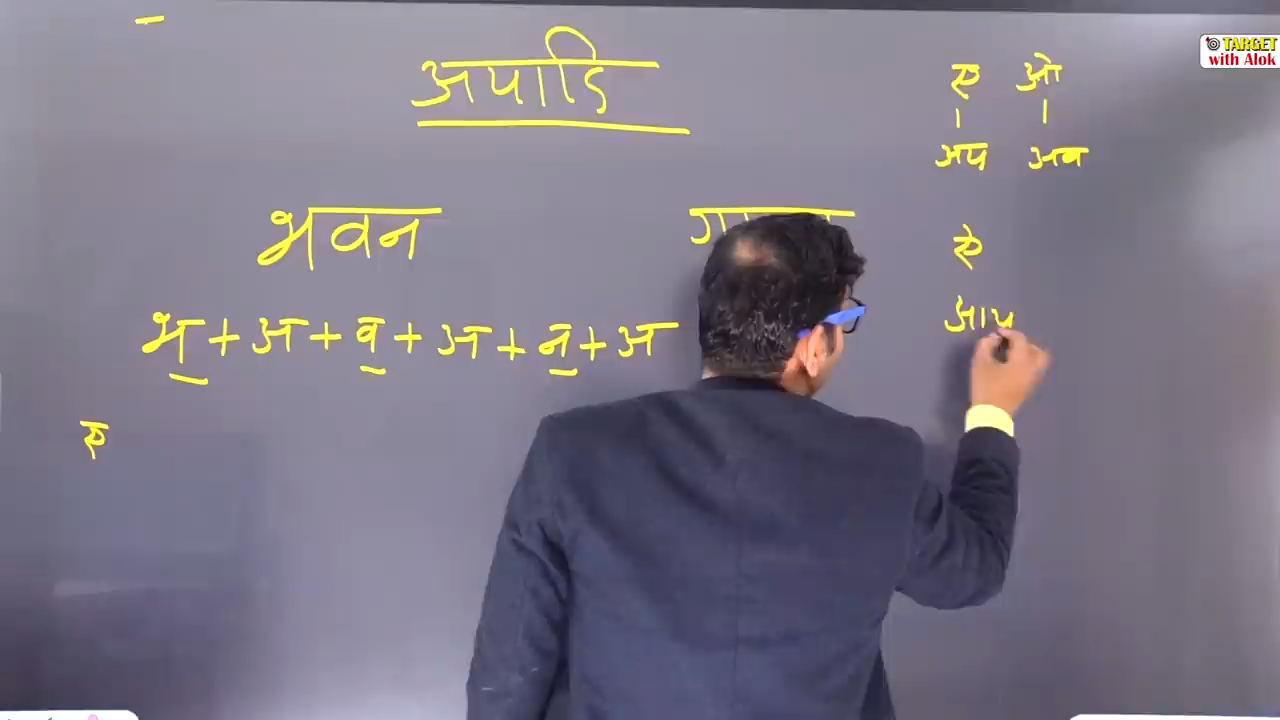 अयादि
ए ओ
अय अव
भवन
ऐ
आय
भ् + अ + व् + अ + न् + अ
ए
TARGET
with Alok